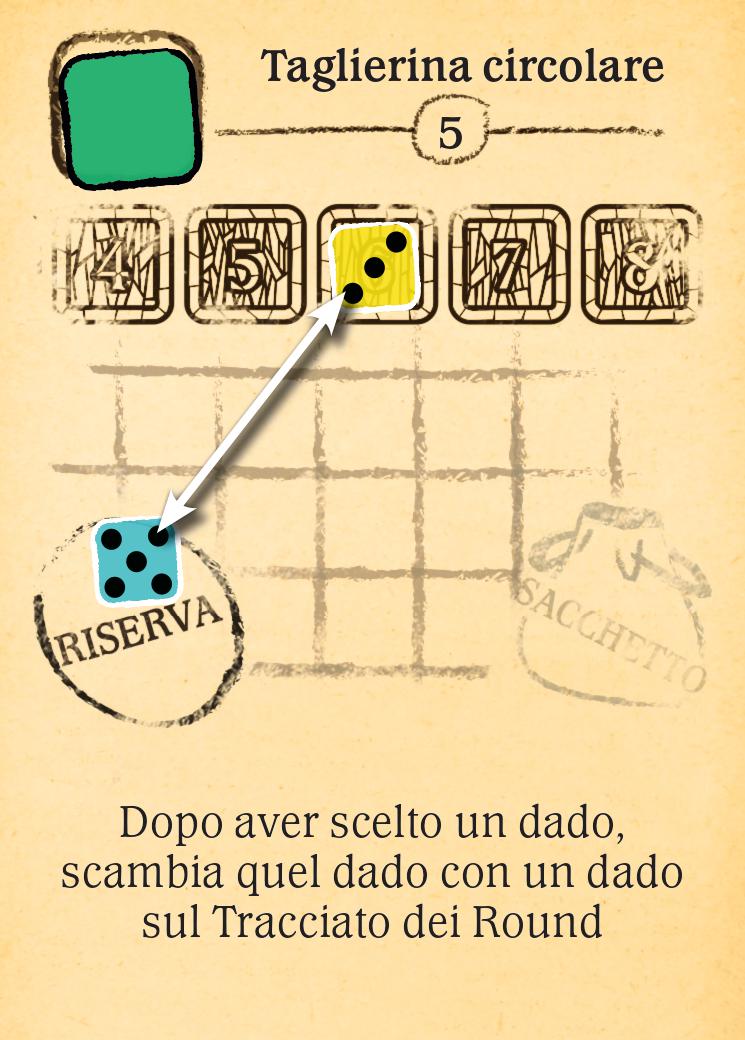 Taglierina circolare
5
4 5 6 7 8
RISERVA
SACCHETTO
Dopo aver scelto un dado,
scambia quel dado con un dado
sul Tracciato dei Round